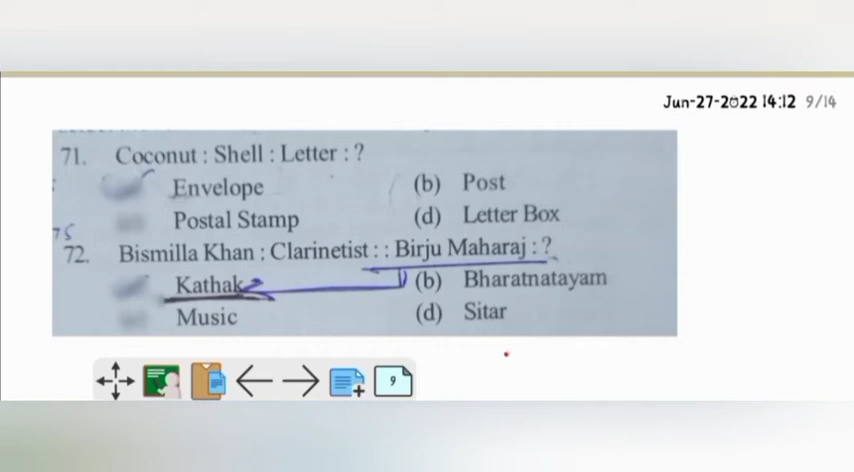 Jun-27-2022 14:12 9/14
71. Coconut : Shell : Letter : ?
Envelope (b) Post
Postal Stamp (d) Letter Box
75
72. Bismilla Khan : Clarinetist : : Birju Maharaj : ?
Kathak (b) Bharatnatayam
Music (d) Sitar
9